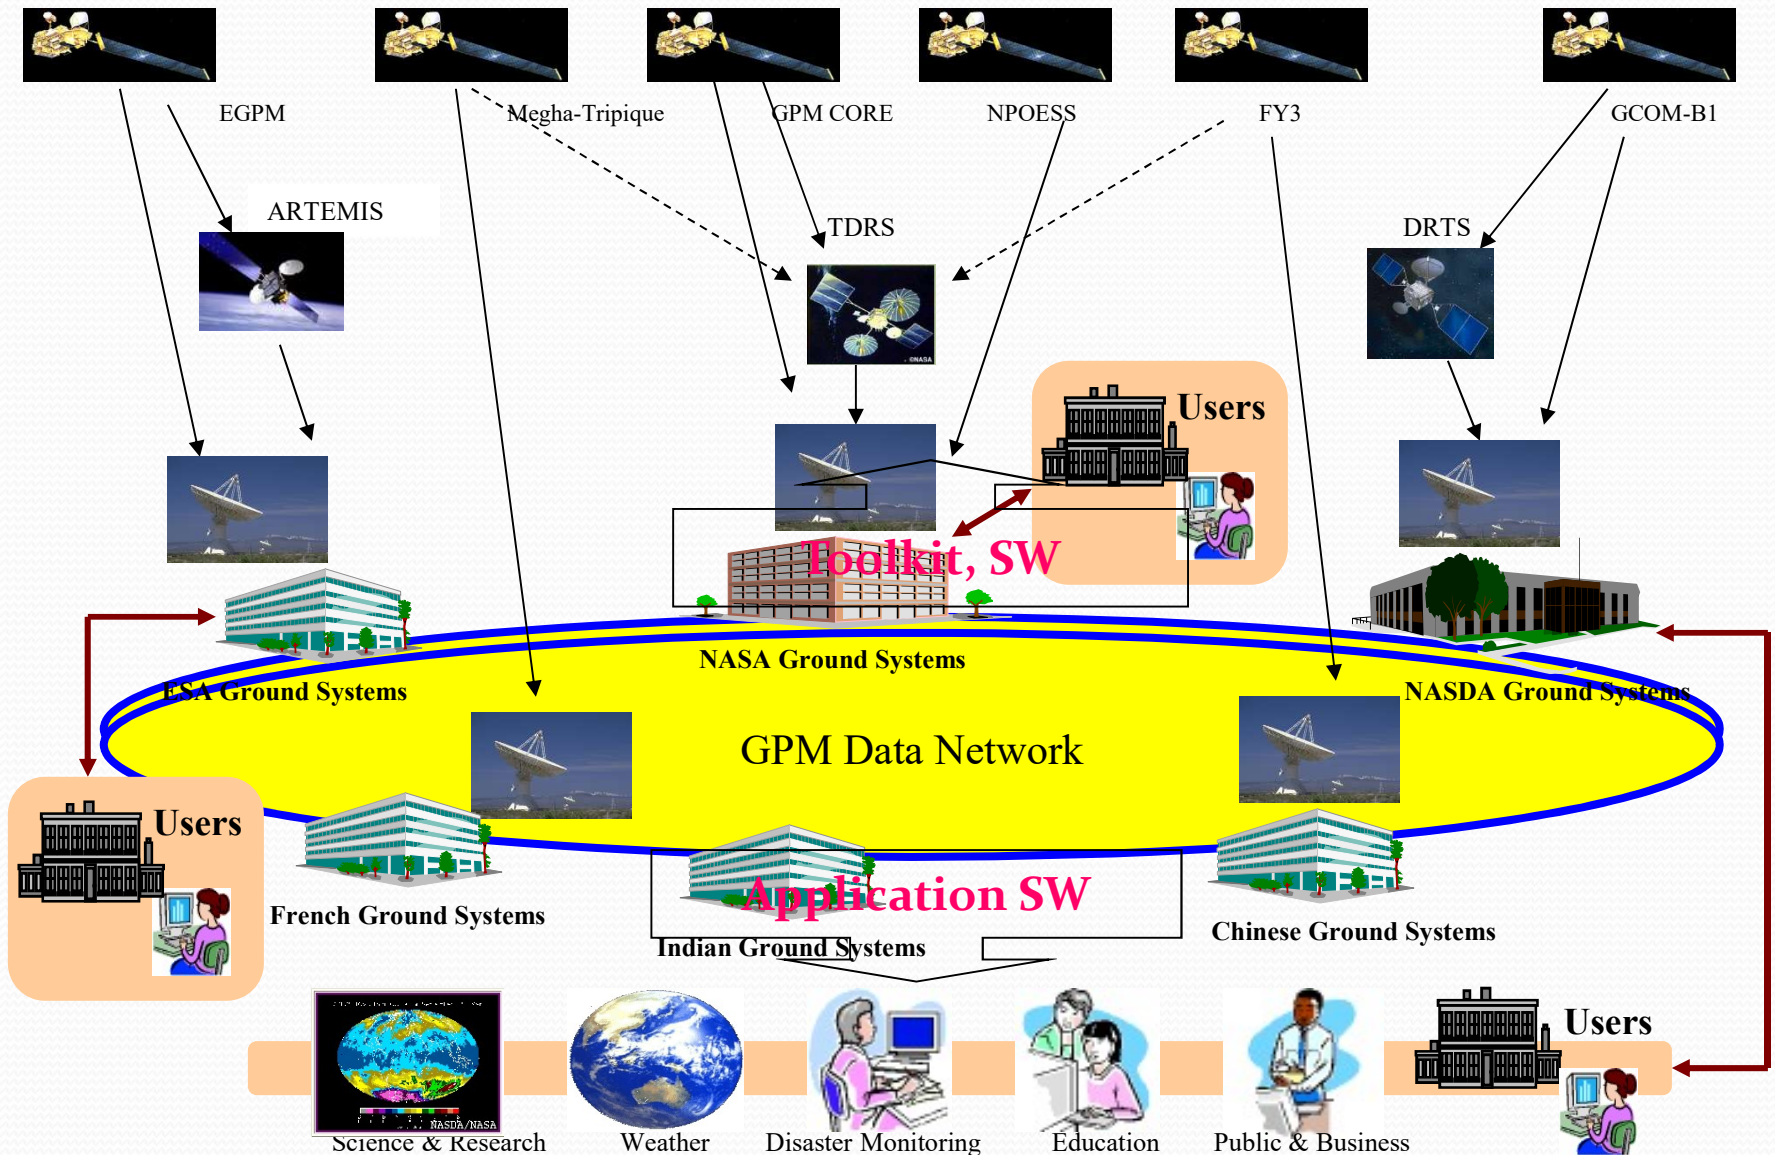 EGPM
Megha-Tripique
GPM CORE
NPOESS
FY3
GCOM-B1
ARTEMIS
TDRS
DRTS
©NASA
Users
Toolkit, SW
NASA Ground Systems
ESA Ground Systems
NASDA Ground Systems
GPM Data Network
Users
French Ground Systems
Application SW
Indian Ground Systems
Chinese Ground Systems
Users
NASDA/NASA
Science & Research
Weather
Disaster Monitoring
Education
Public & Business